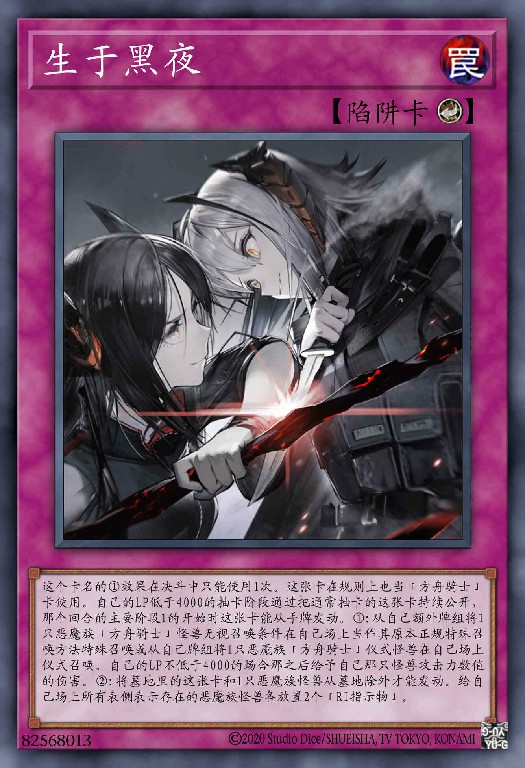 生于黑夜
罠
【陷阱卡】
这个卡名的①效果在决斗中只能使用1次。这张卡在规则上也当「方舟骑士」
卡使用。自己的LP低于4000的抽卡阶段通过把通常抽卡的这张卡持续公开，
那个回合的主要阶段1的开始时这张卡能从手牌发动。①:从自己额外牌组将1
只恶魔族「方舟骑士」怪兽无视召唤条件在自己场上当作其原本正规特殊召
唤方法特殊召唤或从自己牌组将1只恶魔族「方舟骑士」仪式怪兽在自己场上
仪式召唤。自己的LP不低于4000的场合那之后给予自己那只怪兽攻击力数值
的伤害。②:将墓地里的这张卡和1只恶魔族怪兽从墓地除外才能发动。给自
己场上所有表侧表示存在的恶魔族怪兽各放置2个「RI指示物」。
82568013
©2020 Studio Dice/SHUEISHA, TV TOKYO, KONAMI